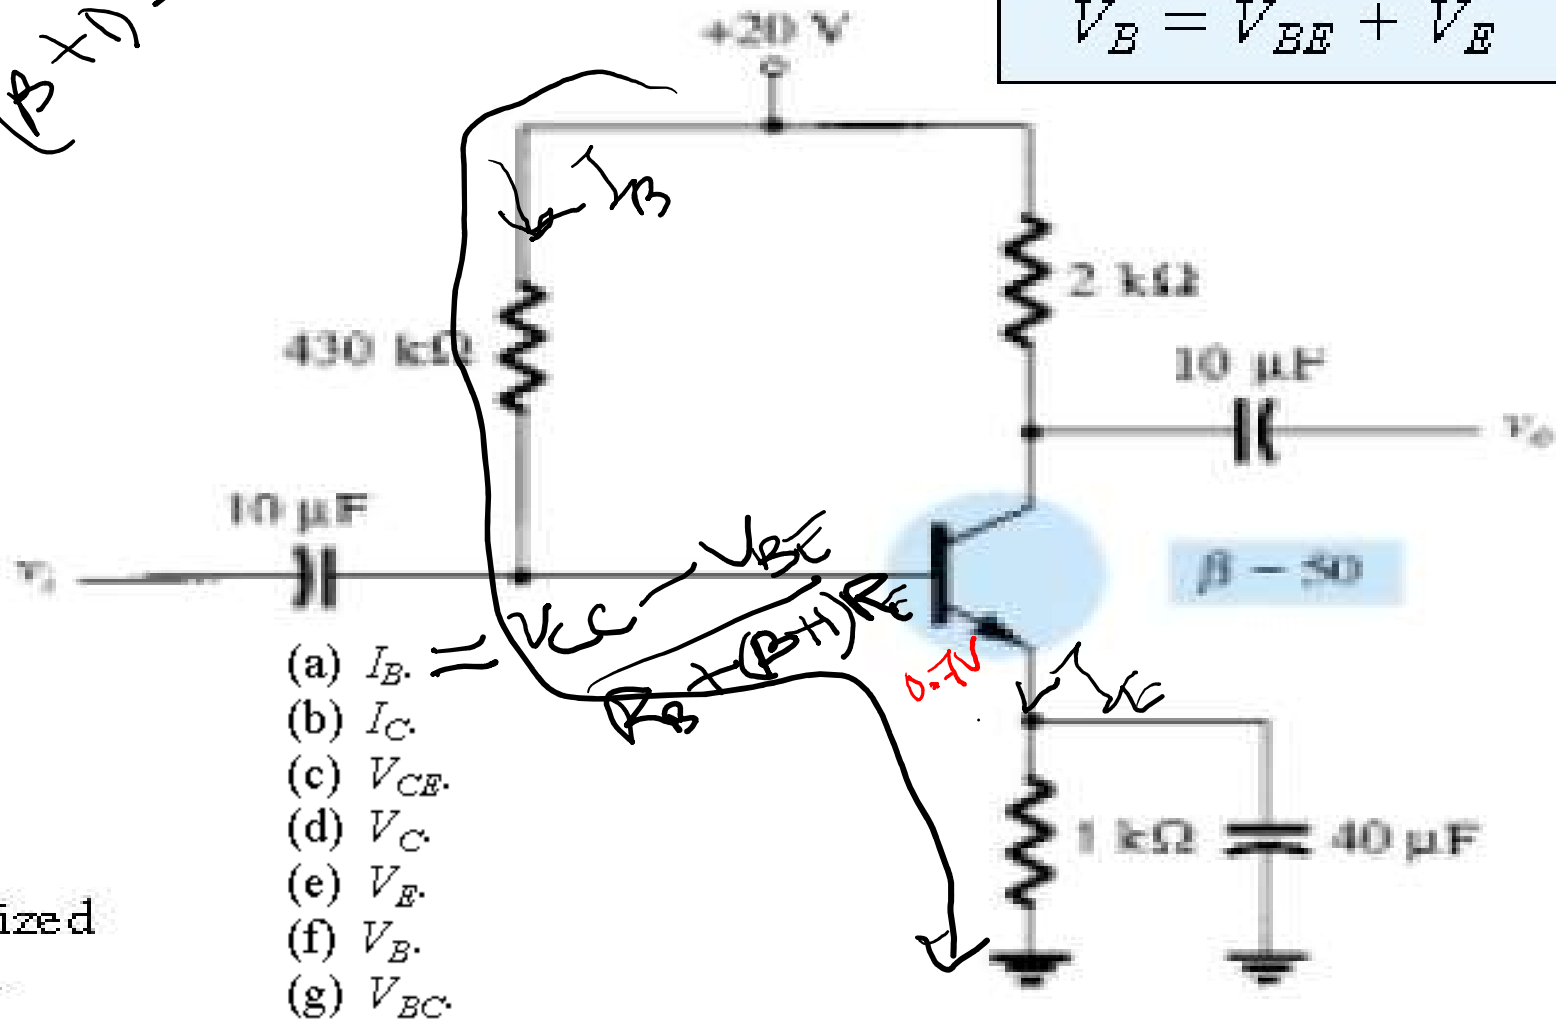 (β+1)
+20 V
V_B = V_BE + V_E
I_B
2 kΩ
430 kΩ
10 μF
v_o
10 μF
v_i
V_CC - V_BE
R_B + (β+1) R_E
β = 50
0.7V
I_E
(a) I_B. =
(b) I_C.
(c) V_CE.
(d) V_C.
(e) V_E.
(f) V_B.
(g) V_BC.
1 kΩ
40 μF
ized